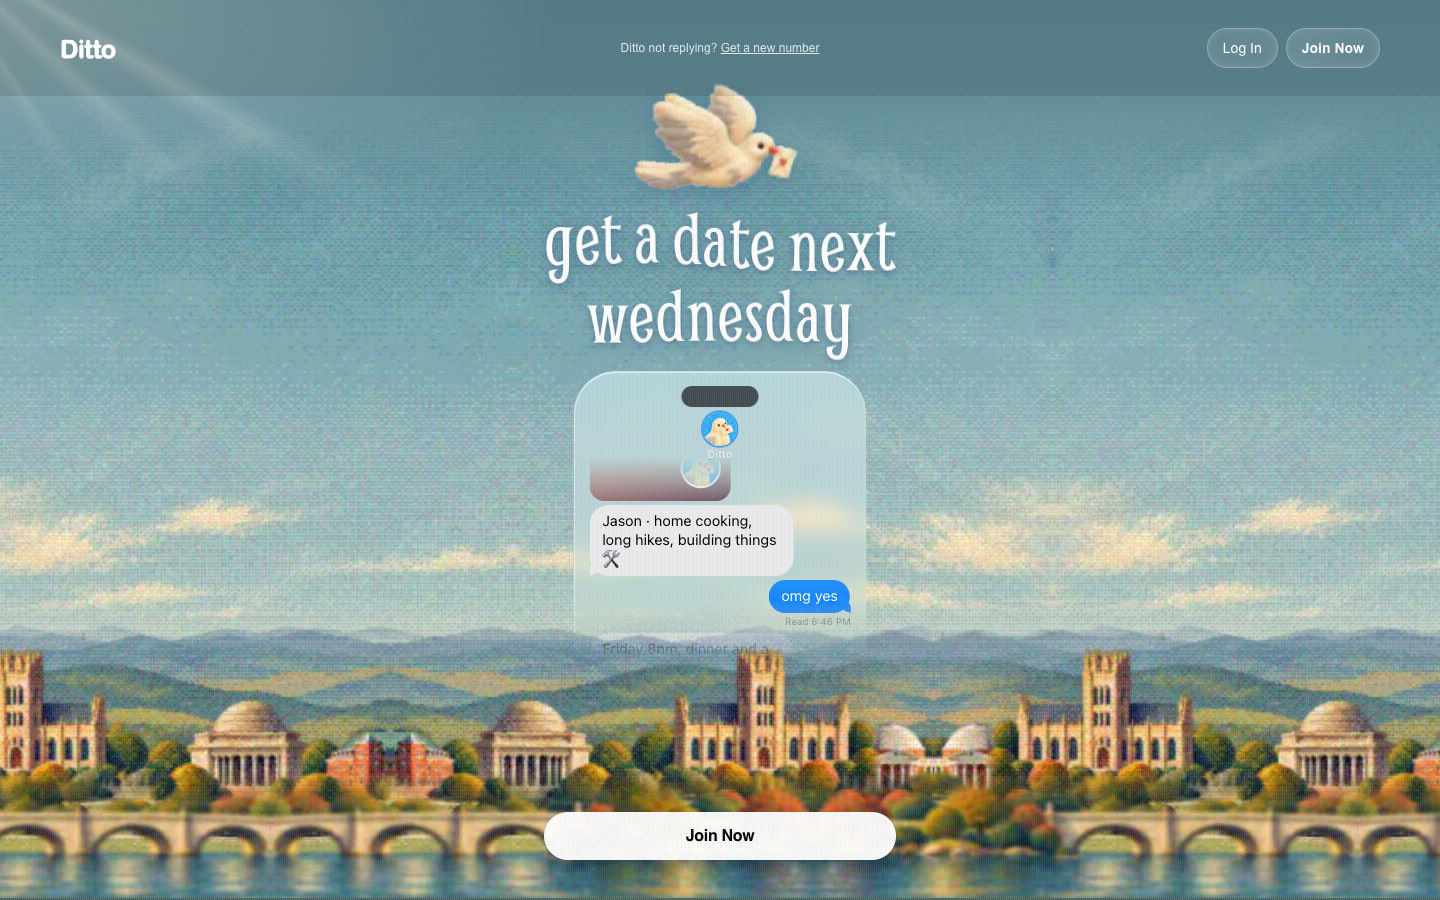 Ditto
Ditto not replying? Get a new number
Log In
Join Now
get a date next
wednesday
Ditto
Jason · home cooking,
long hikes, building things
🛠️
omg yes
Read 6:46 PM
Friday 8pm, dinner and a
Join Now